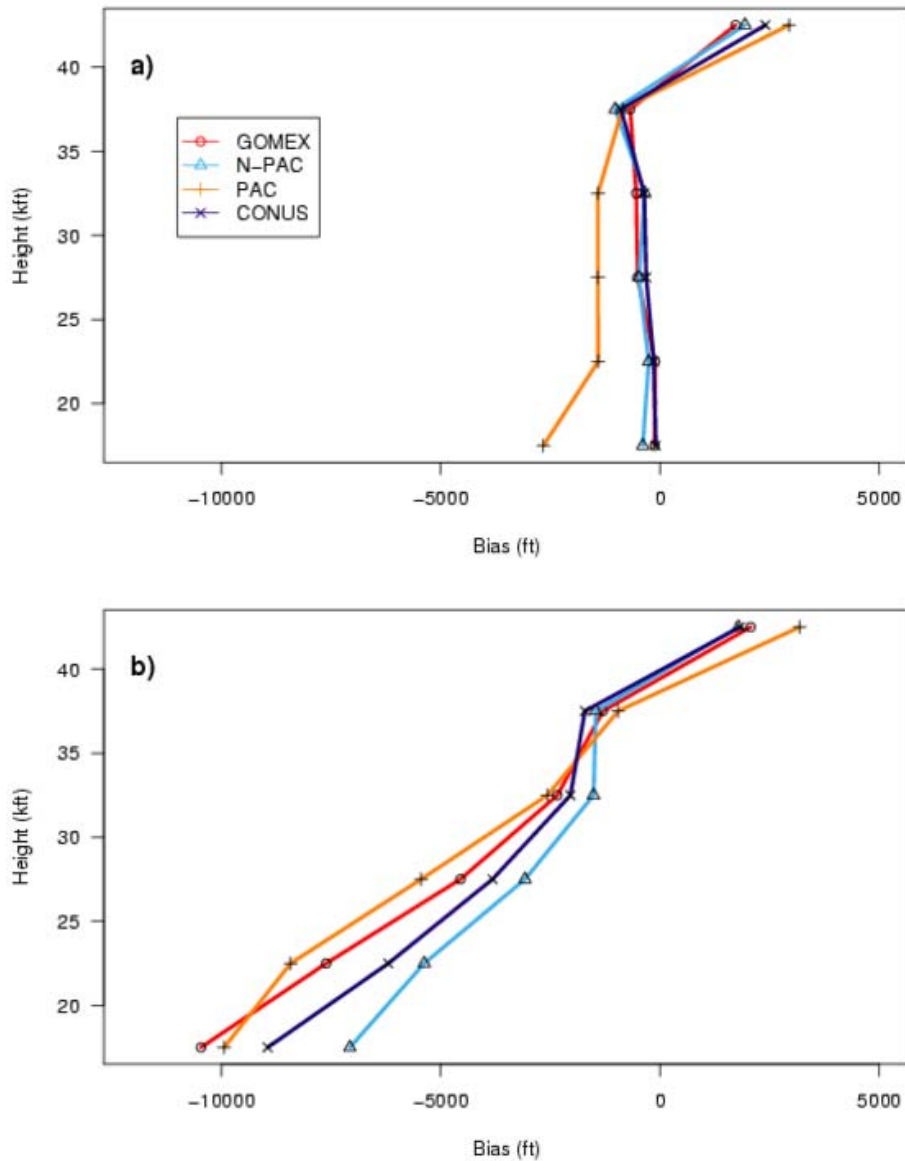 a)
GOMEX
N-PAC
PAC
CONUS
Height (kft)
40
35
30
25
20
-10000
-5000
0
5000
Bias (ft)
b)
Height (kft)
40
35
30
25
20
-10000
-5000
0
5000
Bias (ft)